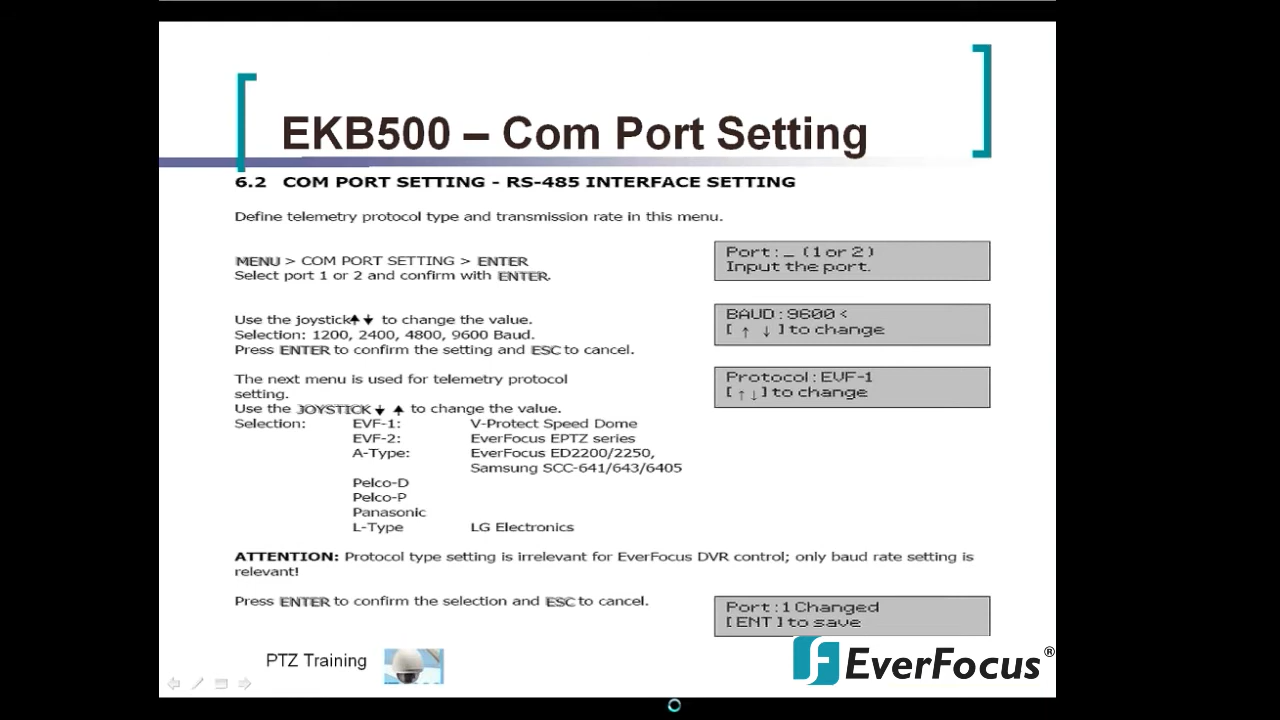 EKB500 – Com Port Setting
6.2 COM PORT SETTING - RS-485 INTERFACE SETTING
Define telemetry protocol type and transmission rate in this menu.
MENU > COM PORT SETTING > ENTER
Select port 1 or 2 and confirm with ENTER.
Port:_ (1 or 2)
Input the port.
Use the joystick↑↓ to change the value.
Selection: 1200, 2400, 4800, 9600 Baud.
Press ENTER to confirm the setting and ESC to cancel.
BAUD:9600 <
[ ↑ ↓ ] to change
The next menu is used for telemetry protocol
setting.
Use the JOYSTICK ↓ ↑ to change the value.
Protocol:EVF-1
[↑↓] to change
Selection: EVF-1: V-Protect Speed Dome
EVF-2: EverFocus EPTZ series
A-Type: EverFocus ED2200/2250,
Samsung SCC-641/643/6405
Pelco-D
Pelco-P
Panasonic
L-Type LG Electronics
ATTENTION: Protocol type setting is irrelevant for EverFocus DVR control; only baud rate setting is
relevant!
Press ENTER to confirm the selection and ESC to cancel.
Port:1 Changed
[ENT] to save
PTZ Training
EverFocus®